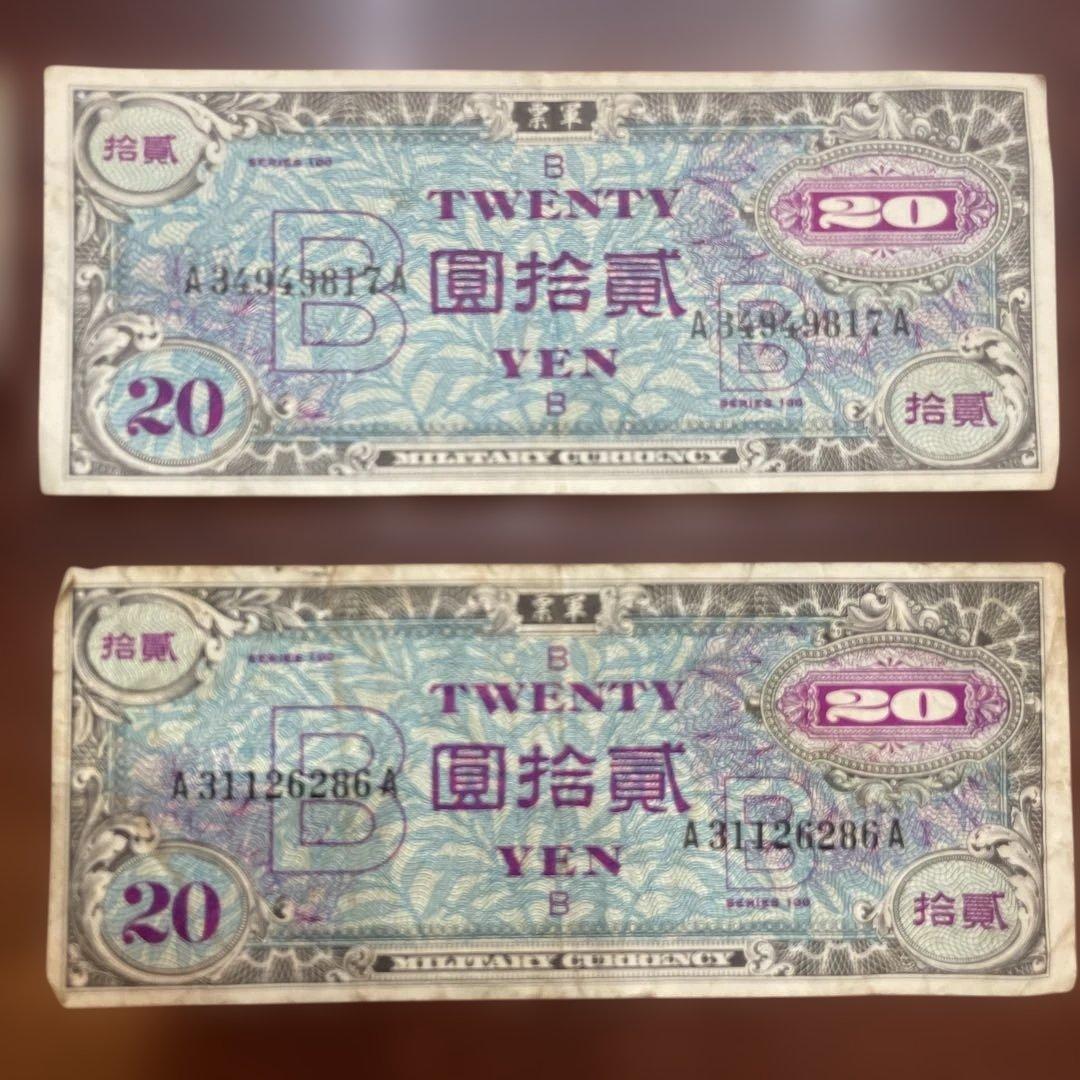 票軍
拾貳
SERIES 100
B
TWENTY
20
B
圓拾貳
A34949817A
B
A34949817A
YEN
20
B
SERIES 100
拾貳
MILITARY CURRENCY
票軍
拾貳
SERIES 100
B
TWENTY
20
B
圓拾貳
A31126286A
B
A31126286A
YEN
20
B
SERIES 100
拾貳
MILITARY CURRENCY